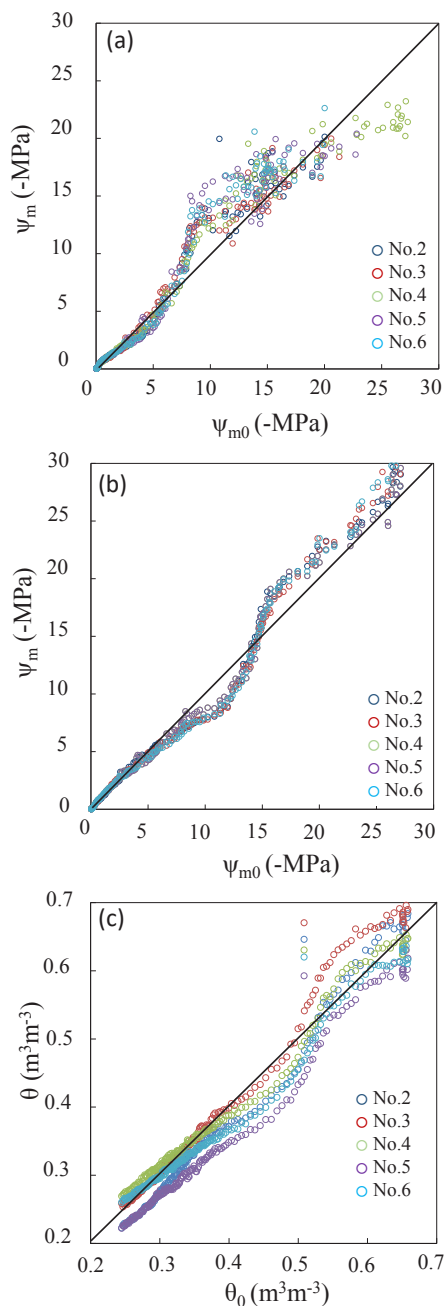 (a)
30
25
20
15
10
5
0
ψm (-MPa)
No.2
No.3
No.4
No.5
No.6
0 5 10 15 20 25 30
ψm0 (-MPa)
(b)
30
25
20
15
10
5
0
ψm (-MPa)
No.2
No.3
No.4
No.5
No.6
0 5 10 15 20 25 30
ψm0 (-MPa)
(c)
0.7
0.6
0.5
0.4
0.3
0.2
θ (m³m⁻³)
No.2
No.3
No.4
No.5
No.6
0.2 0.3 0.4 0.5 0.6 0.7
θ0 (m³m⁻³)